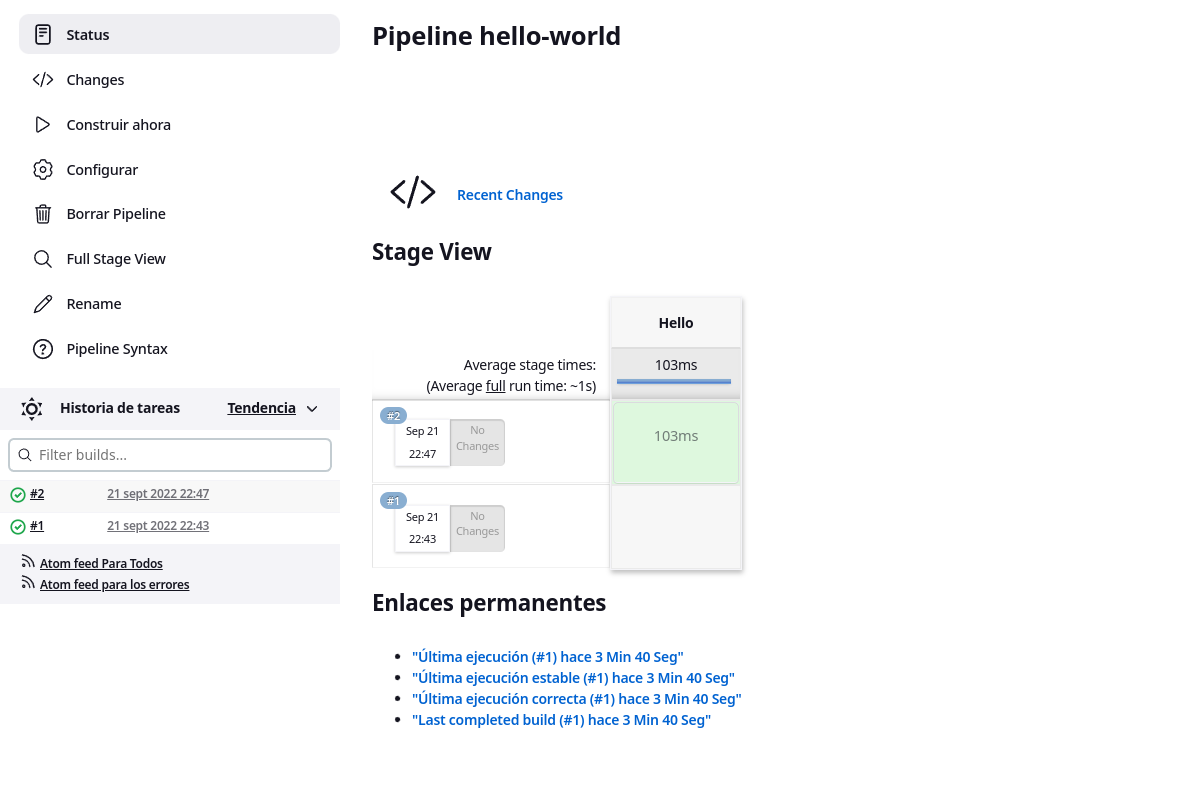 Status
Changes
Construir ahora
Configurar
Borrar Pipeline
Full Stage View
Rename
Pipeline Syntax
Historia de tareas
Tendencia
Filter builds...
#2 21 sept 2022 22:47
#1 21 sept 2022 22:43
Atom feed Para Todos
Atom feed para los errores
Pipeline hello-world
Recent Changes
Stage View
Hello
Average stage times:
(Average full run time: ~1s)
103ms
#2
Sep 21
22:47
No
Changes
103ms
#1
Sep 21
22:43
No
Changes
Enlaces permanentes
"Última ejecución (#1) hace 3 Min 40 Seg"
"Última ejecución estable (#1) hace 3 Min 40 Seg"
"Última ejecución correcta (#1) hace 3 Min 40 Seg"
"Last completed build (#1) hace 3 Min 40 Seg"